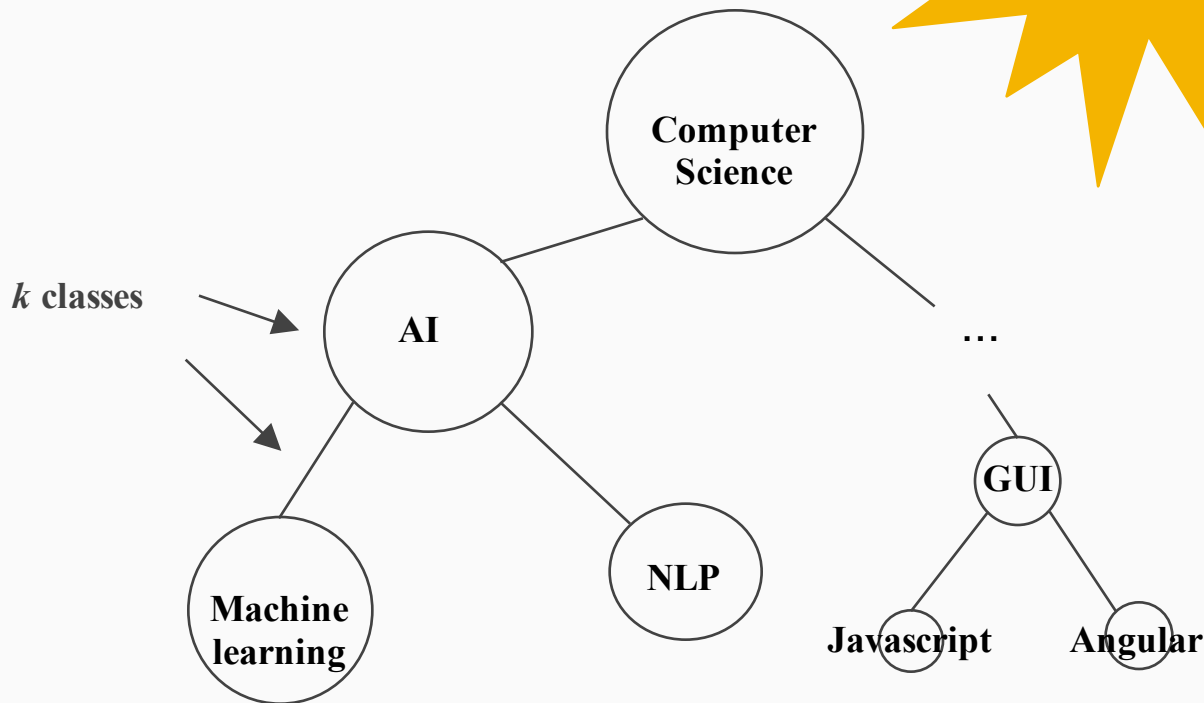 Computer
Science
k classes
AI
...
GUI
NLP
Machine
learning
Javascript
Angular